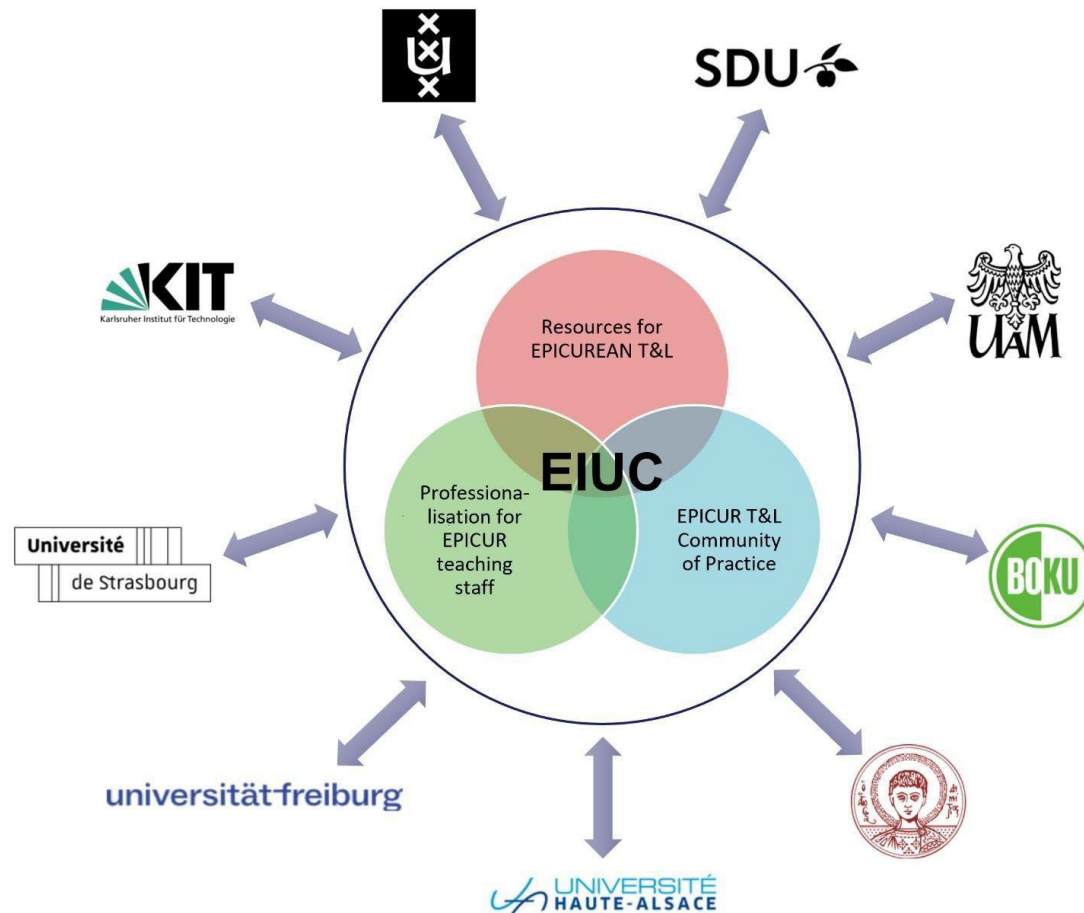 U
SDU
KIT
Karlsruher Institut für Technologie
UAM
Resources for
EPICUREAN T&L
EIUC
Professiona-
lisation for
EPICUR
teaching
staff
EPICUR T&L
Community
of Practice
Université
de Strasbourg
BOKU
universität freiburg
UNIVERSITÉ
HAUTE-ALSACE